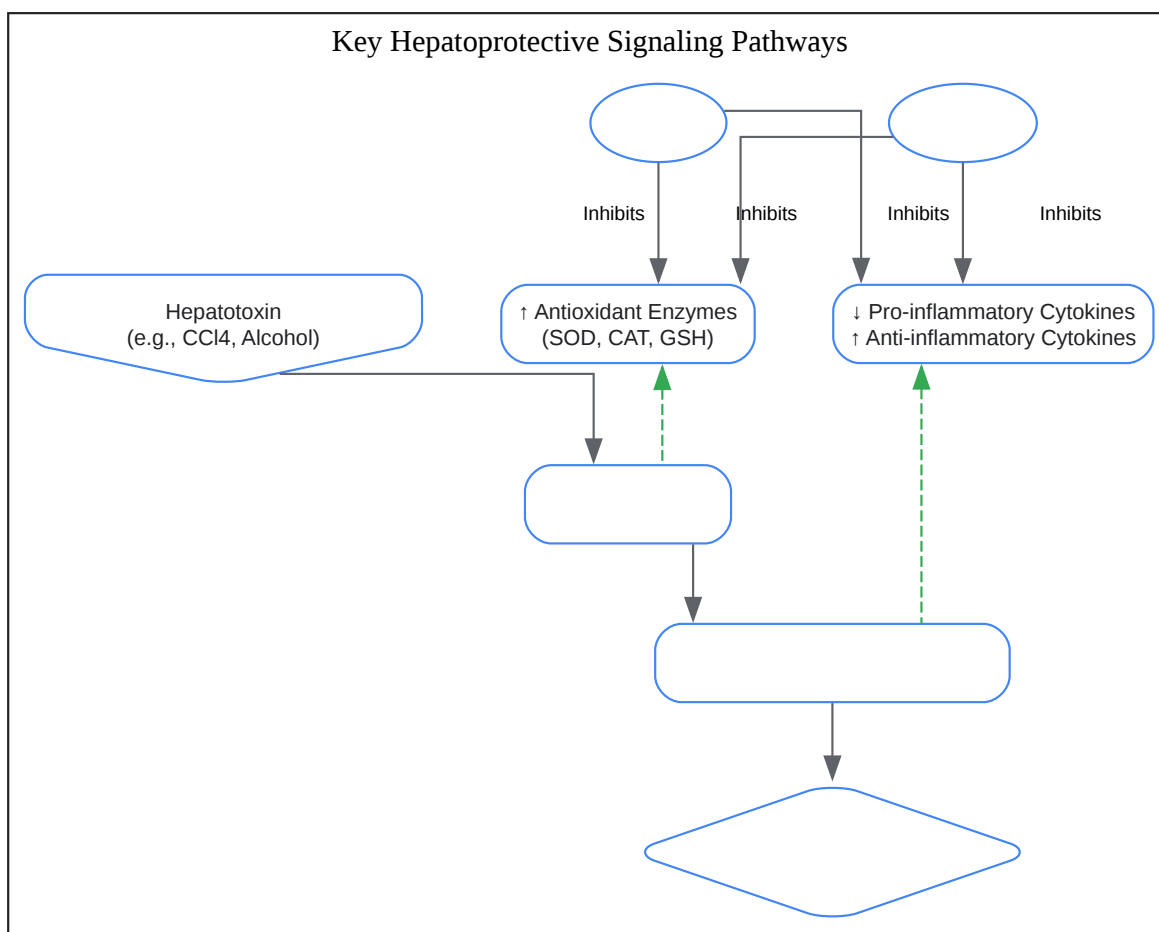 Key Hepatoprotective Signaling Pathways
Inhibits
Inhibits
Inhibits
Inhibits
Hepatotoxin
(e.g., CCl4, Alcohol)
↑ Antioxidant Enzymes
(SOD, CAT, GSH)
↓ Pro-inflammatory Cytokines
↑ Anti-inflammatory Cytokines